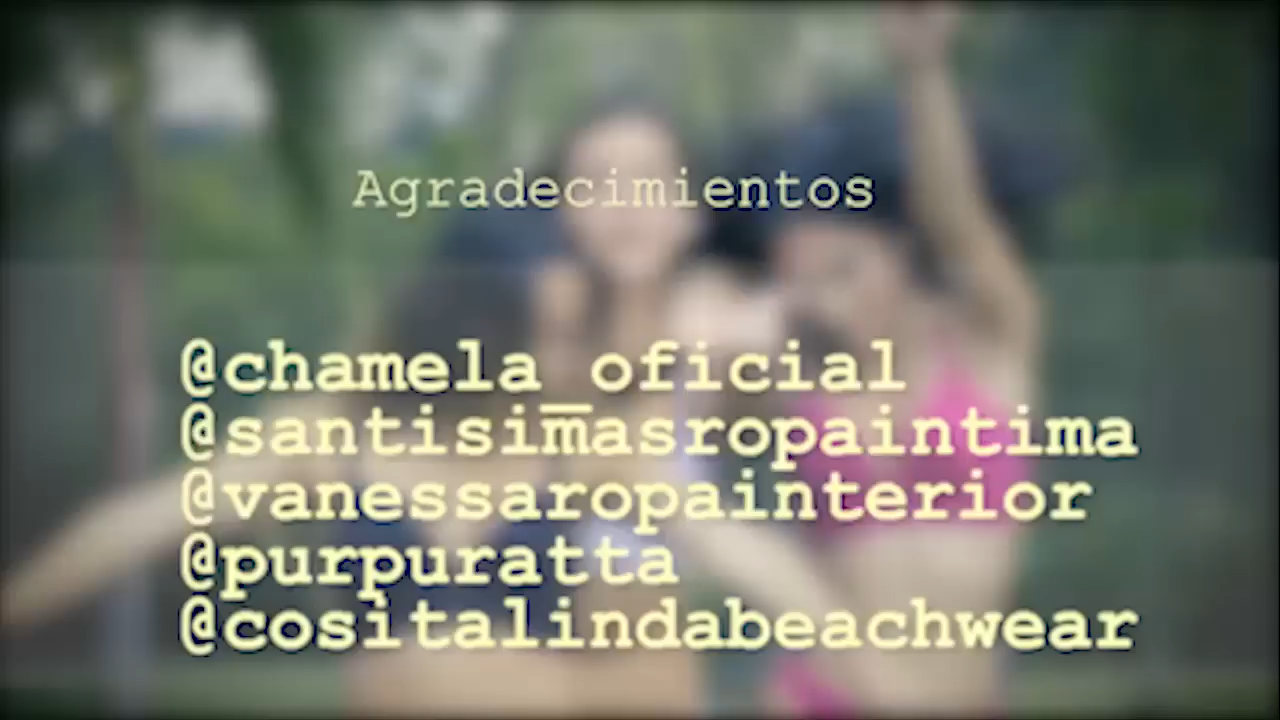 Agradecimientos
@chamela_oficial
@santisimasropaintima
@vanessaropainterior
@purpuratta
@cositalindabeachwear